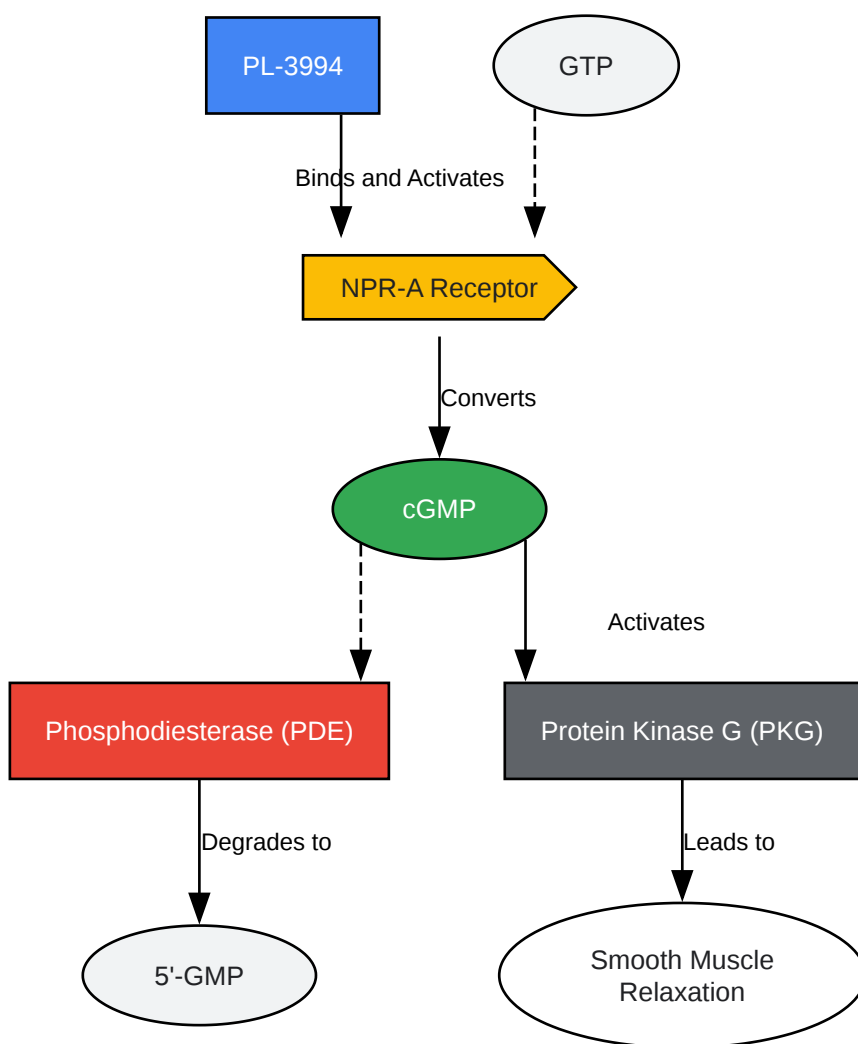 PL-3994
GTP
Binds and Activates
NPR-A Receptor
Converts
cGMP
Activates
Phosphodiesterase (PDE)
Protein Kinase G (PKG)
Degrades to
Leads to
5'-GMP
Smooth Muscle
Relaxation